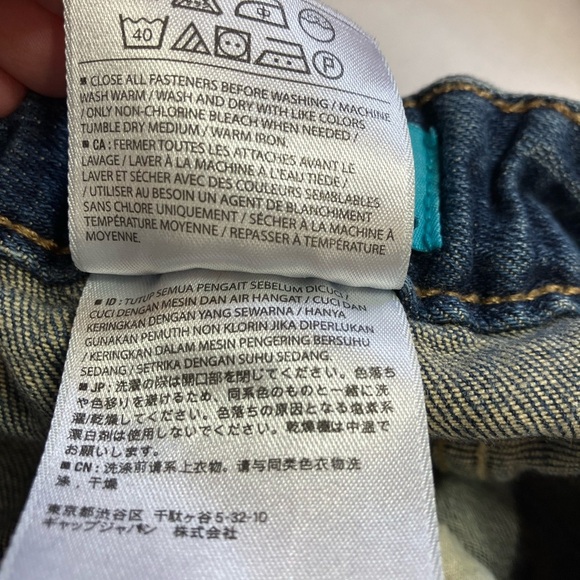 40
P
■ CLOSE ALL FASTENERS BEFORE WASHING / MACHINE
WASH WARM / WASH AND DRY WITH LIKE COLORS
/ ONLY NON-CHLORINE BLEACH WHEN NEEDED /
TUMBLE DRY MEDIUM / WARM IRON.
■ CA : FERMER TOUTES LES ATTACHES AVANT LE
LAVAGE / LAVER À LA MACHINE À L'EAU TIÈDE /
LAVER ET SÉCHER AVEC DES COULEURS SEMBLABLES
/ UTILISER AU BESOIN UN AGENT DE BLANCHIMENT
SANS CHLORE UNIQUEMENT / SÉCHER À LA MACHINE À
TEMPÉRATURE MOYENNE / REPASSER À TEMPÉRATURE
MOYENNE.
■ ID : TUTUP SEMUA PENGAIT SEBELUM DICUCI /
CUCI DENGAN MESIN DAN AIR HANGAT / CUCI DAN
KERINGKAN DENGAN YANG SEWARNA / HANYA
GUNAKAN PEMUTIH NON KLORIN JIKA DIPERLUKAN
/ KERINGKAN DALAM MESIN PENGERING BERSUHU
SEDANG / SETRIKA DENGAN SUHU SEDANG.
■ JP : 洗濯の際は開口部を閉じてください。色落ち
や色移りを避けるため、同系色のものと一緒に洗
濯/乾燥してください。色落ちの原因となる塩素系
漂白剤は使用しないでください。乾燥機は中温で
お願いします。
■ CN : 洗涤前请系上衣物。请与同类色衣物洗
涤，干燥
東京都渋谷区 千駄ヶ谷5-32-10
ギャップジャパン 株式会社